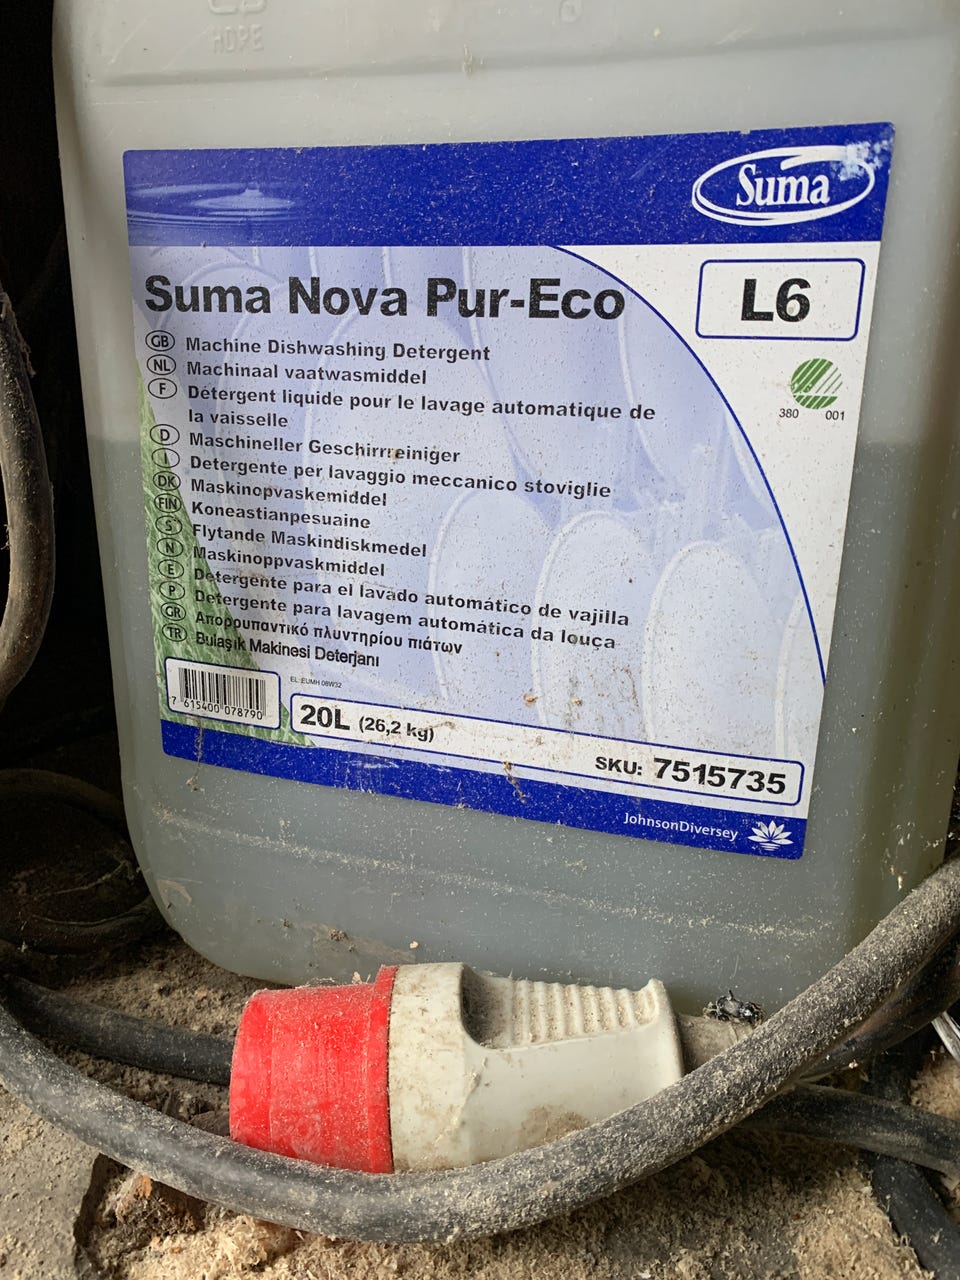 HDPE
Suma
Suma Nova Pur-Eco
L6
GB Machine Dishwashing Detergent
NL Machinaal vaatwasmiddel
F Détergent liquide pour le lavage automatique de
la vaisselle
D Maschineller Geschirrreiniger
I Detergente per lavaggio meccanico stoviglie
DK Maskinopvaskemiddel
FIN Koneastianpesuaine
S Flytande Maskindiskmedel
N Maskinoppvaskmiddel
E Detergente para el lavado automático de vajilla
P Detergente para lavagem automática da louça
GR Απορρυπαντικό πλυντηρίου πιάτων
TR Bulaşık Makinesi Deterjanı
380 001
EL:EUMH 08W32
7 615400 078790
20L (26,2 kg)
SKU: 7515735
JohnsonDiversey